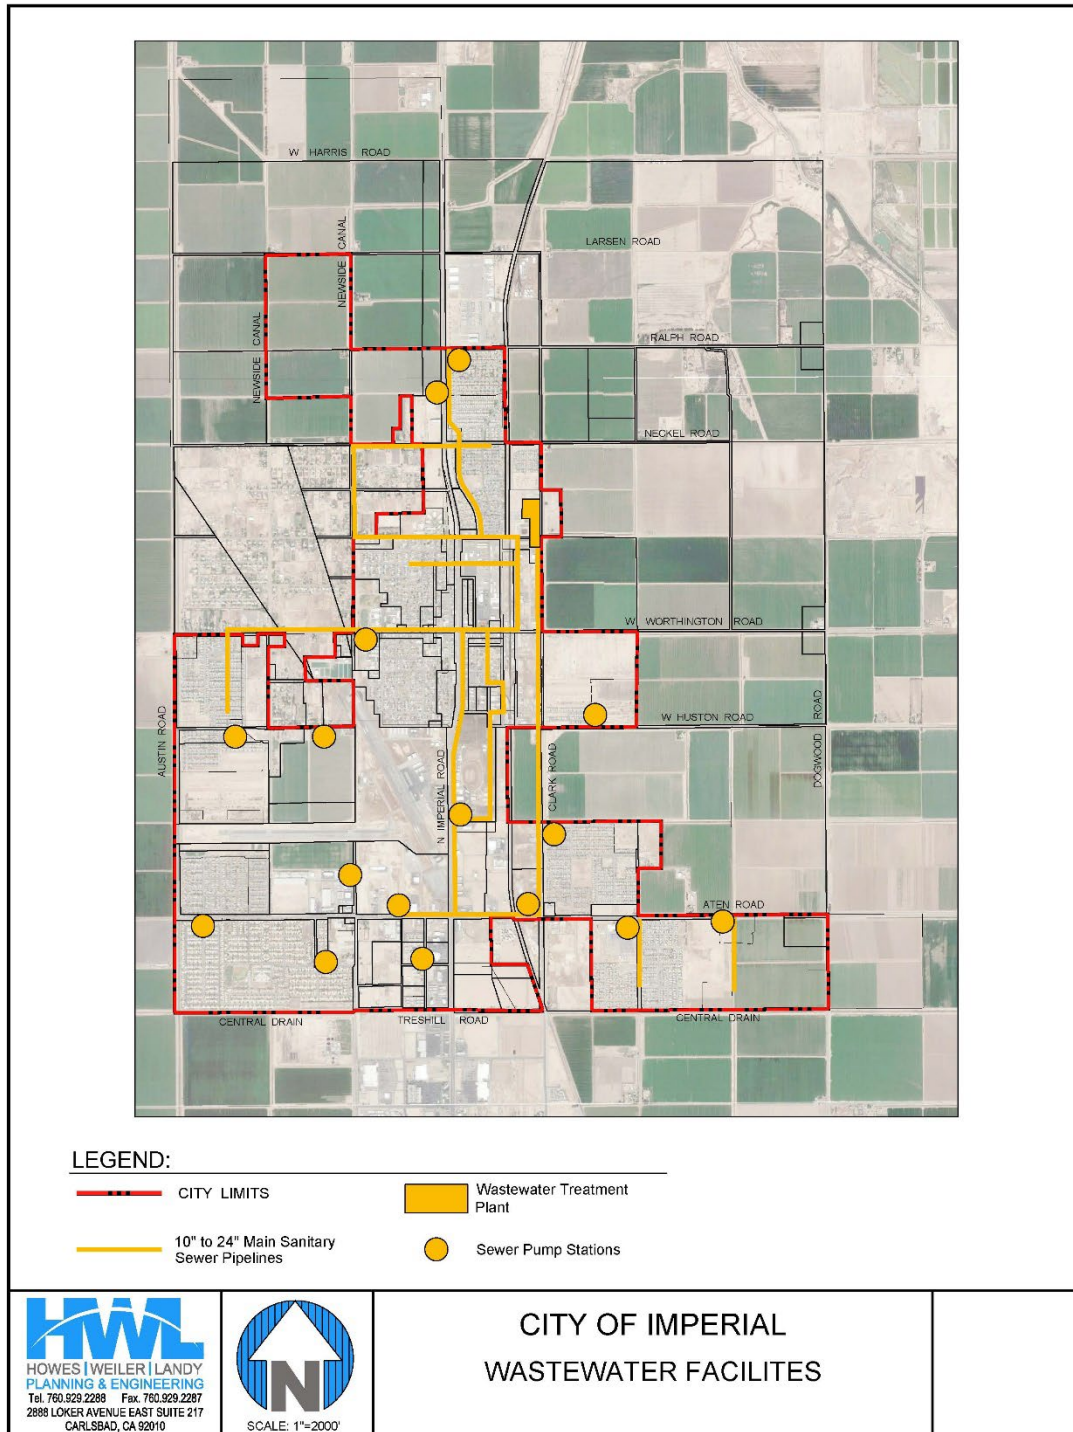 W HARRIS ROAD
NEWSIDE CANAL
LARSEN ROAD
NEWSIDE CANAL
RALPH ROAD
NECKEL ROAD
W WORTHINGTON ROAD
AUSTIN ROAD
N IMPERIAL ROAD
CLARK ROAD
W HUSTON ROAD
DOGWOOD ROAD
ATEN ROAD
CENTRAL DRAIN
TRESHILL ROAD
CENTRAL DRAIN
LEGEND:
CITY LIMITS
Wastewater Treatment
Plant
10" to 24" Main Sanitary
Sewer Pipelines
Sewer Pump Stations
HWL
HOWES | WEILER | LANDY
PLANNING & ENGINEERING
Tel. 760.929.2288 Fax. 760.929.2287
2888 LOKER AVENUE EAST SUITE 217
CARLSBAD, CA 92010
N
SCALE: 1"=2000'
CITY OF IMPERIAL
WASTEWATER FACILITES